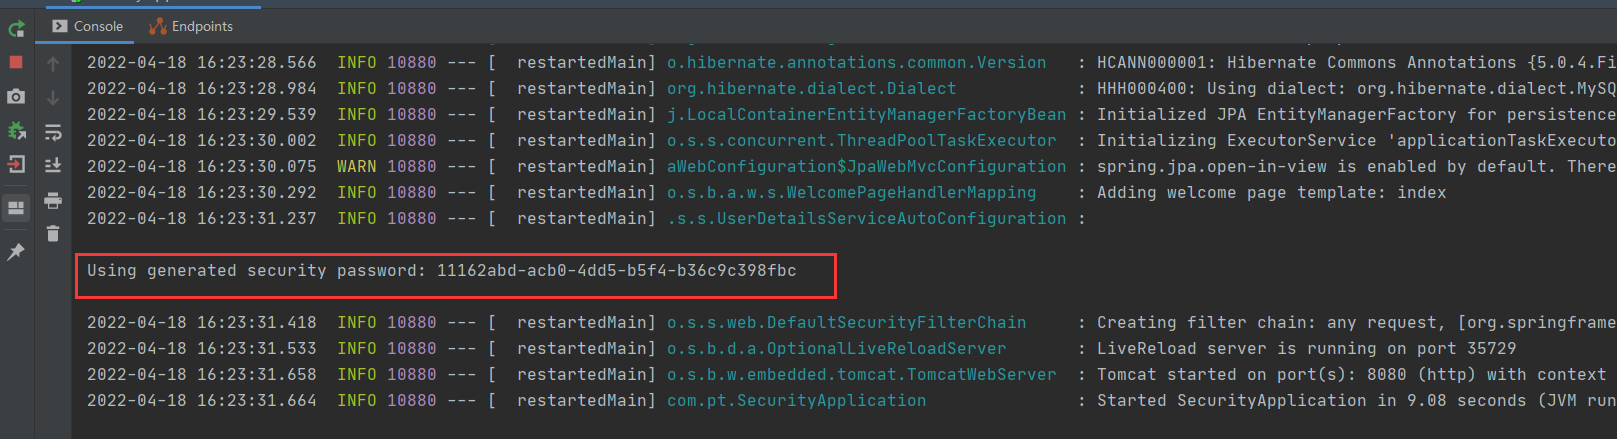 Console Endpoints
2022-04-18 16:23:28.566  INFO 10880 --- [  restartedMain] o.hibernate.annotations.common.Version   : HCANN000001: Hibernate Commons Annotations {5.0.4.Fi
2022-04-18 16:23:28.984  INFO 10880 --- [  restartedMain] org.hibernate.dialect.Dialect            : HHH000400: Using dialect: org.hibernate.dialect.MySQ
2022-04-18 16:23:29.539  INFO 10880 --- [  restartedMain] j.LocalContainerEntityManagerFactoryBean : Initialized JPA EntityManagerFactory for persistence
2022-04-18 16:23:30.002  INFO 10880 --- [  restartedMain] o.s.s.concurrent.ThreadPoolTaskExecutor  : Initializing ExecutorService 'applicationTaskExecuto
2022-04-18 16:23:30.075  WARN 10880 --- [  restartedMain] aWebConfiguration$JpaWebMvcConfiguration : spring.jpa.open-in-view is enabled by default. There
2022-04-18 16:23:30.292  INFO 10880 --- [  restartedMain] o.s.b.a.w.s.WelcomePageHandlerMapping    : Adding welcome page template: index
2022-04-18 16:23:31.237  INFO 10880 --- [  restartedMain] .s.s.UserDetailsServiceAutoConfiguration :
Using generated security password: 11162abd-acb0-4dd5-b5f4-b36c9c398fbc
2022-04-18 16:23:31.418  INFO 10880 --- [  restartedMain] o.s.s.web.DefaultSecurityFilterChain     : Creating filter chain: any request, [org.springframe
2022-04-18 16:23:31.533  INFO 10880 --- [  restartedMain] o.s.b.d.a.OptionalLiveReloadServer       : LiveReload server is running on port 35729
2022-04-18 16:23:31.658  INFO 10880 --- [  restartedMain] o.s.b.w.embedded.tomcat.TomcatWebServer  : Tomcat started on port(s): 8080 (http) with context
2022-04-18 16:23:31.664  INFO 10880 --- [  restartedMain] com.pt.SecurityApplication               : Started SecurityApplication in 9.08 seconds (JVM run